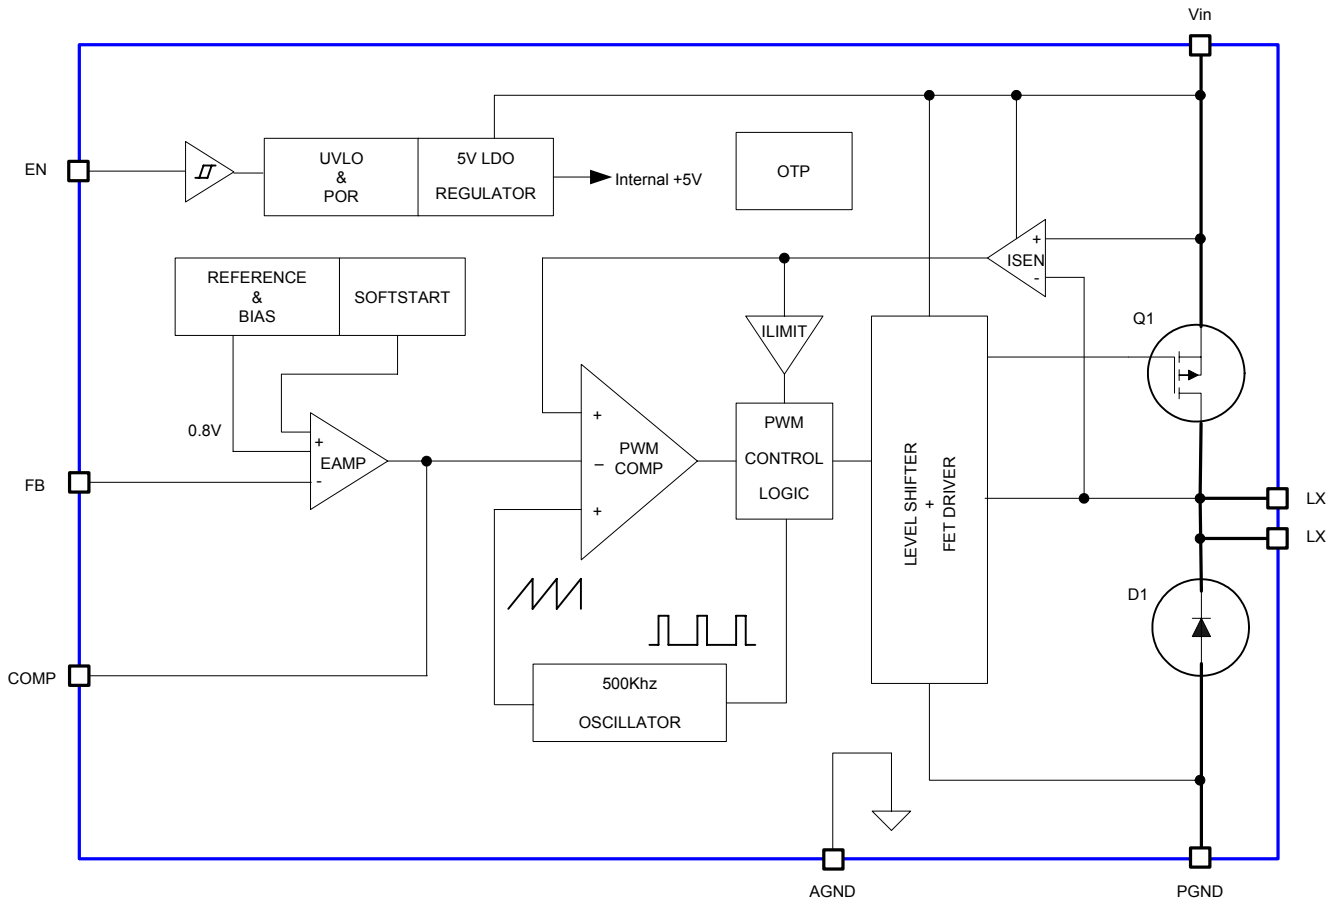 Vin
EN
UVLO
&
POR
5V LDO
REGULATOR
Internal +5V
OTP
+
ISEN
-
REFERENCE
&
BIAS
SOFTSTART
ILIMIT
Q1
0.8V
+
EAMP
-
FB
+
PWM
COMP
–
+
PWM
CONTROL
LOGIC
LEVEL SHIFTER
+
FET DRIVER
LX
LX
D1
COMP
500Khz
OSCILLATOR
AGND
PGND